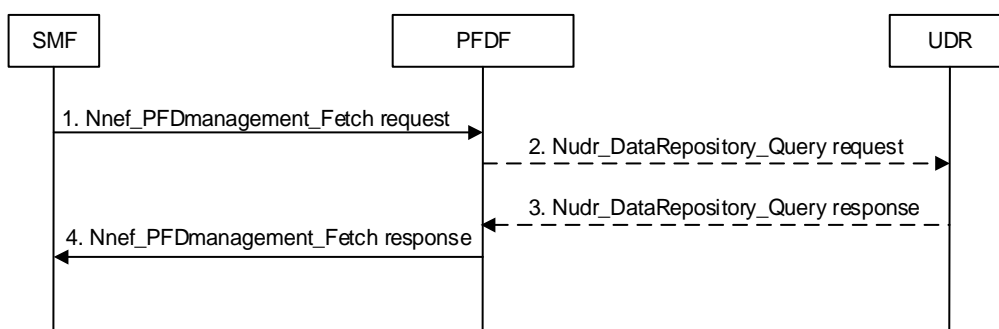 SMF
PFDF
UDR
1. Nnef_PFDmanagement_Fetch request
2. Nudr_DataRepository_Query request
3. Nudr_DataRepository_Query response
4. Nnef_PFDmanagement_Fetch response